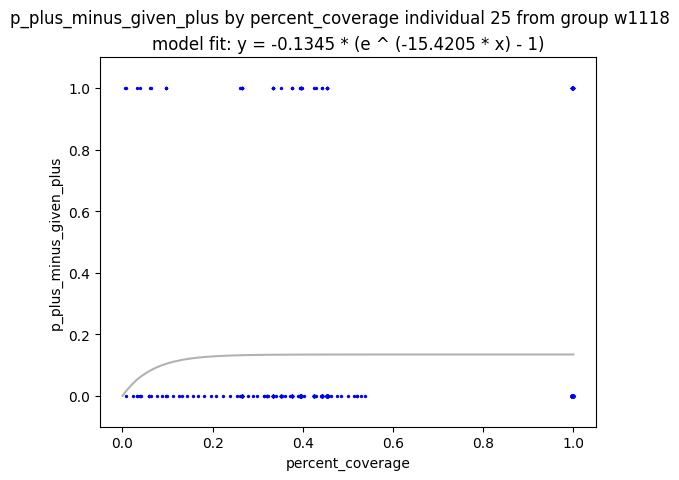 p_plus_minus_given_plus by percent_coverage individual 25 from group w1118
model fit: y = -0.1345 * (e ^ (-15.4205 * x) - 1)
1.0
0.8
0.6
0.4
0.2
0.0
p_plus_minus_given_plus
0.0 0.2 0.4 0.6 0.8 1.0
percent_coverage